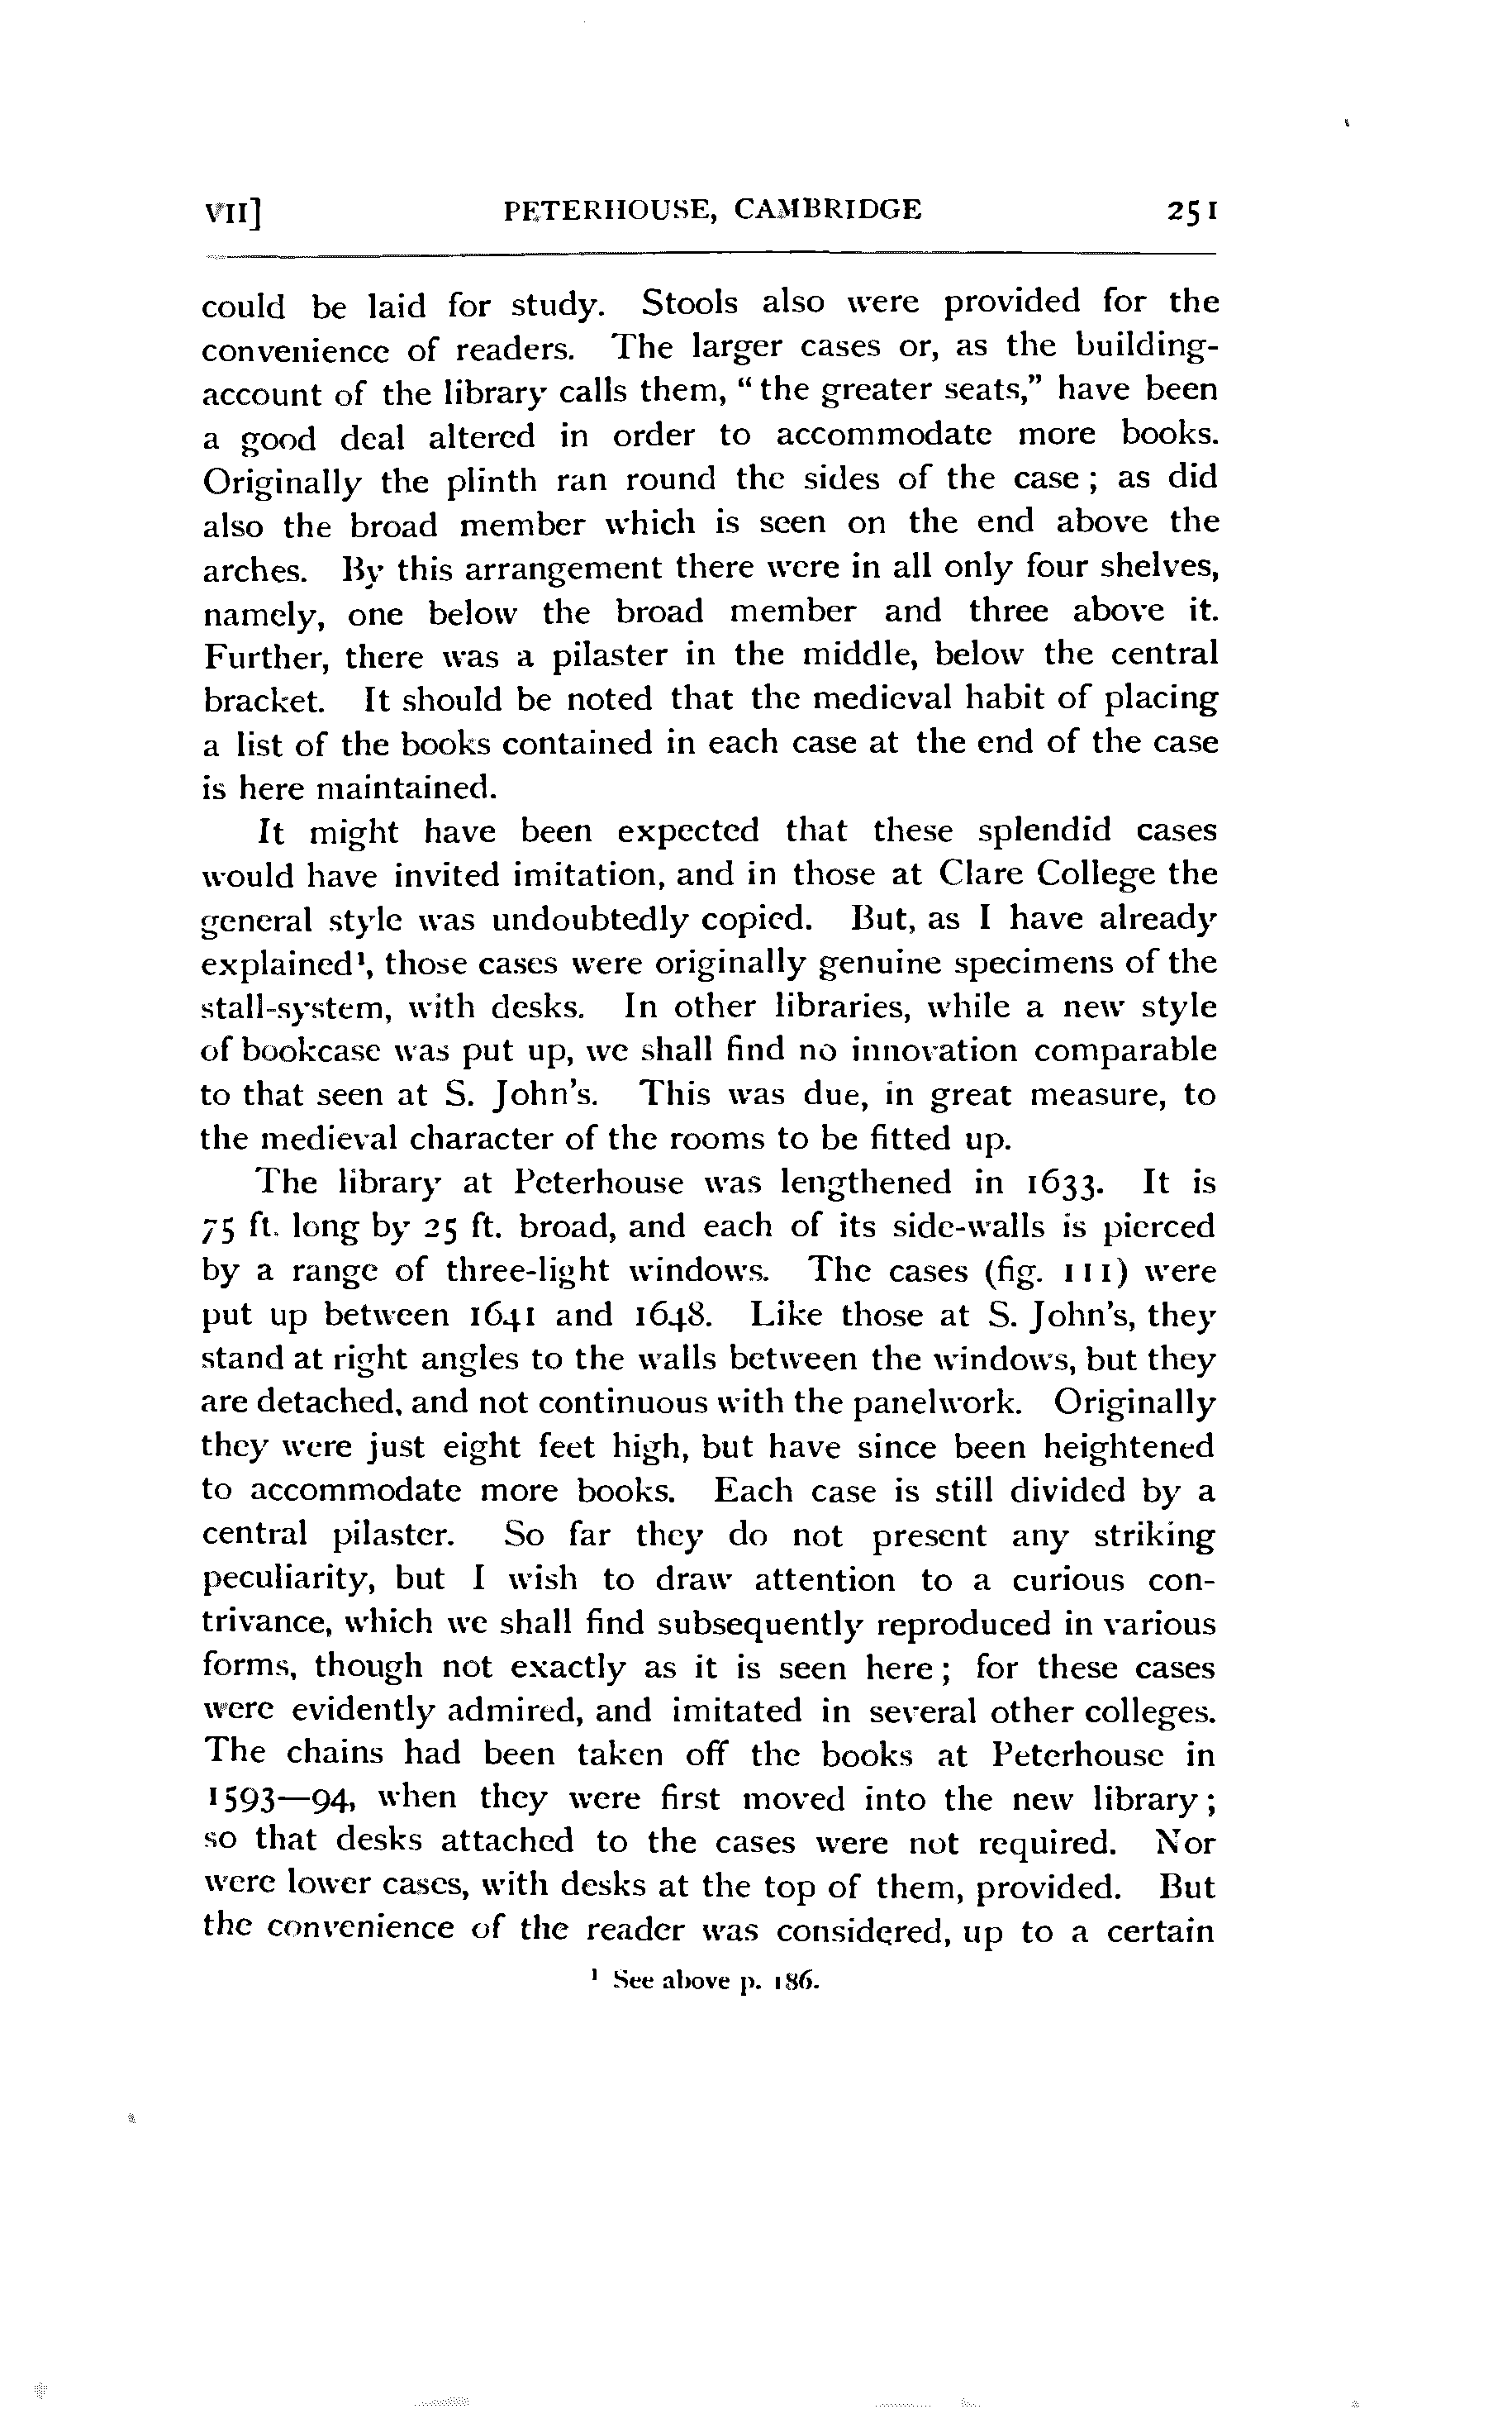 VII] PETERHOUSE, CAMBRIDGE 251
could be laid for study. Stools also were provided for the
convenience of readers. The larger cases or, as the building-
account of the library calls them, “the greater seats,” have been
a good deal altered in order to accommodate more books.
Originally the plinth ran round the sides of the case; as did
also the broad member which is seen on the end above the
arches. By this arrangement there were in all only four shelves,
namely, one below the broad member and three above it.
Further, there was a pilaster in the middle, below the central
bracket. It should be noted that the medieval habit of placing
a list of the books contained in each case at the end of the case
is here maintained.
It might have been expected that these splendid cases
would have invited imitation, and in those at Clare College the
general style was undoubtedly copied. But, as I have already
explained¹, those cases were originally genuine specimens of the
stall-system, with desks. In other libraries, while a new style
of bookcase was put up, we shall find no innovation comparable
to that seen at S. John's. This was due, in great measure, to
the medieval character of the rooms to be fitted up.
The library at Peterhouse was lengthened in 1633. It is
75 ft. long by 25 ft. broad, and each of its side-walls is pierced
by a range of three-light windows. The cases (fig. 111) were
put up between 1641 and 1648. Like those at S. John's, they
stand at right angles to the walls between the windows, but they
are detached, and not continuous with the panelwork. Originally
they were just eight feet high, but have since been heightened
to accommodate more books. Each case is still divided by a
central pilaster. So far they do not present any striking
peculiarity, but I wish to draw attention to a curious con-
trivance, which we shall find subsequently reproduced in various
forms, though not exactly as it is seen here; for these cases
were evidently admired, and imitated in several other colleges.
The chains had been taken off the books at Peterhouse in
1593—94, when they were first moved into the new library;
so that desks attached to the cases were not required. Nor
were lower cases, with desks at the top of them, provided. But
the convenience of the reader was considered, up to a certain
¹ See above p. 186.